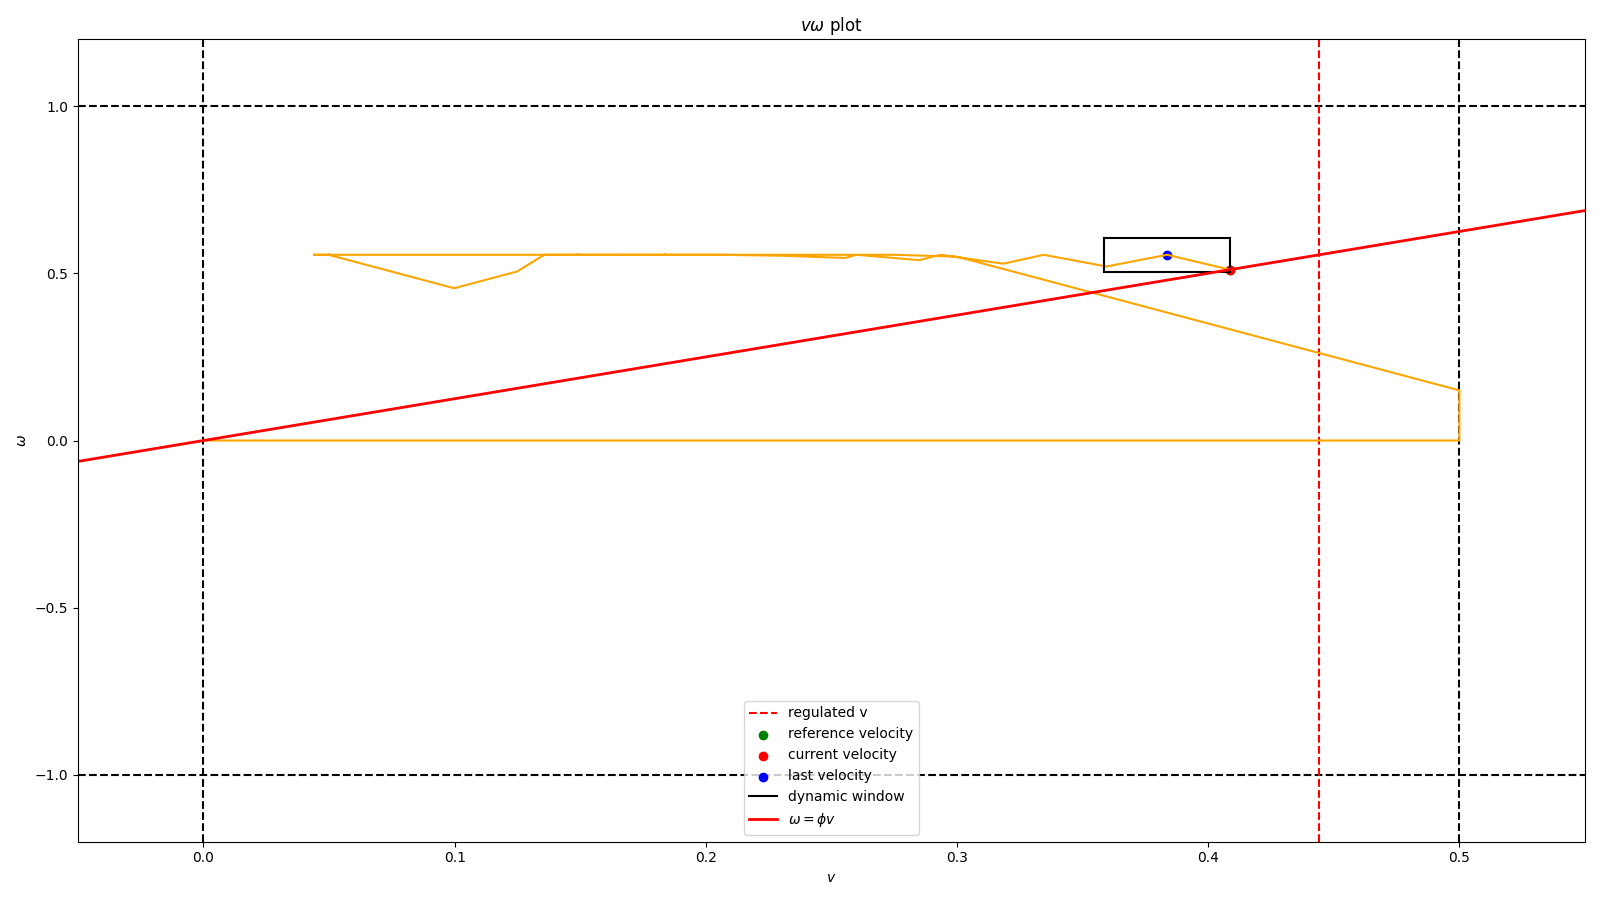 vω plot
1.0
0.5
0.0
−0.5
−1.0
ω
0.0 0.1 0.2 0.3 0.4 0.5
v
regulated v
reference velocity
current velocity
last velocity
dynamic window
ω = ϕv